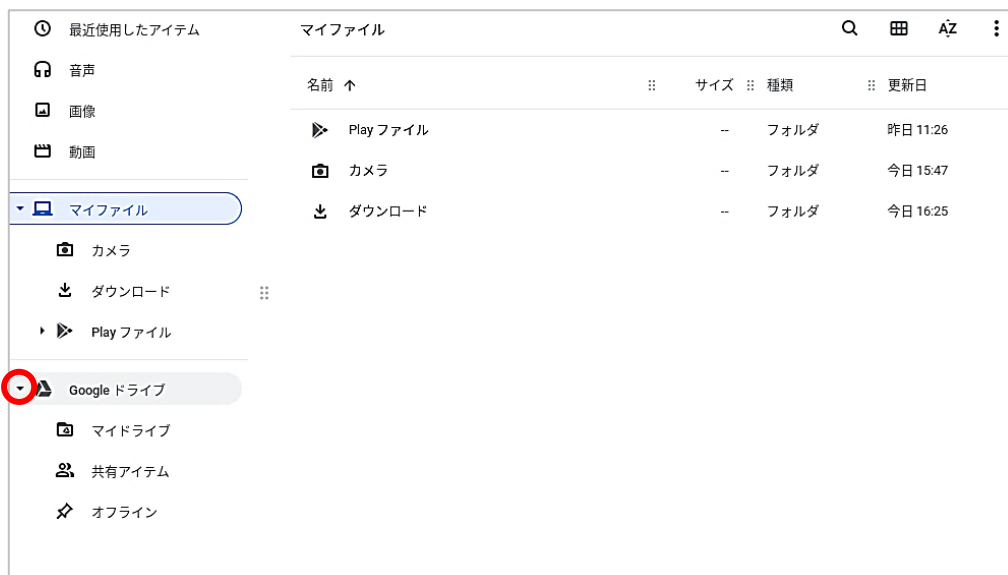 最近使用したアイテム
音声
画像
動画
マイファイル
カメラ
ダウンロード
Play ファイル
Google ドライブ
マイドライブ
共有アイテム
オフライン
マイファイル
AZ
名前 サイズ 種類 更新日
Play ファイル -- フォルダ 昨日 11:26
カメラ -- フォルダ 今日 15:47
ダウンロード -- フォルダ 今日 16:25